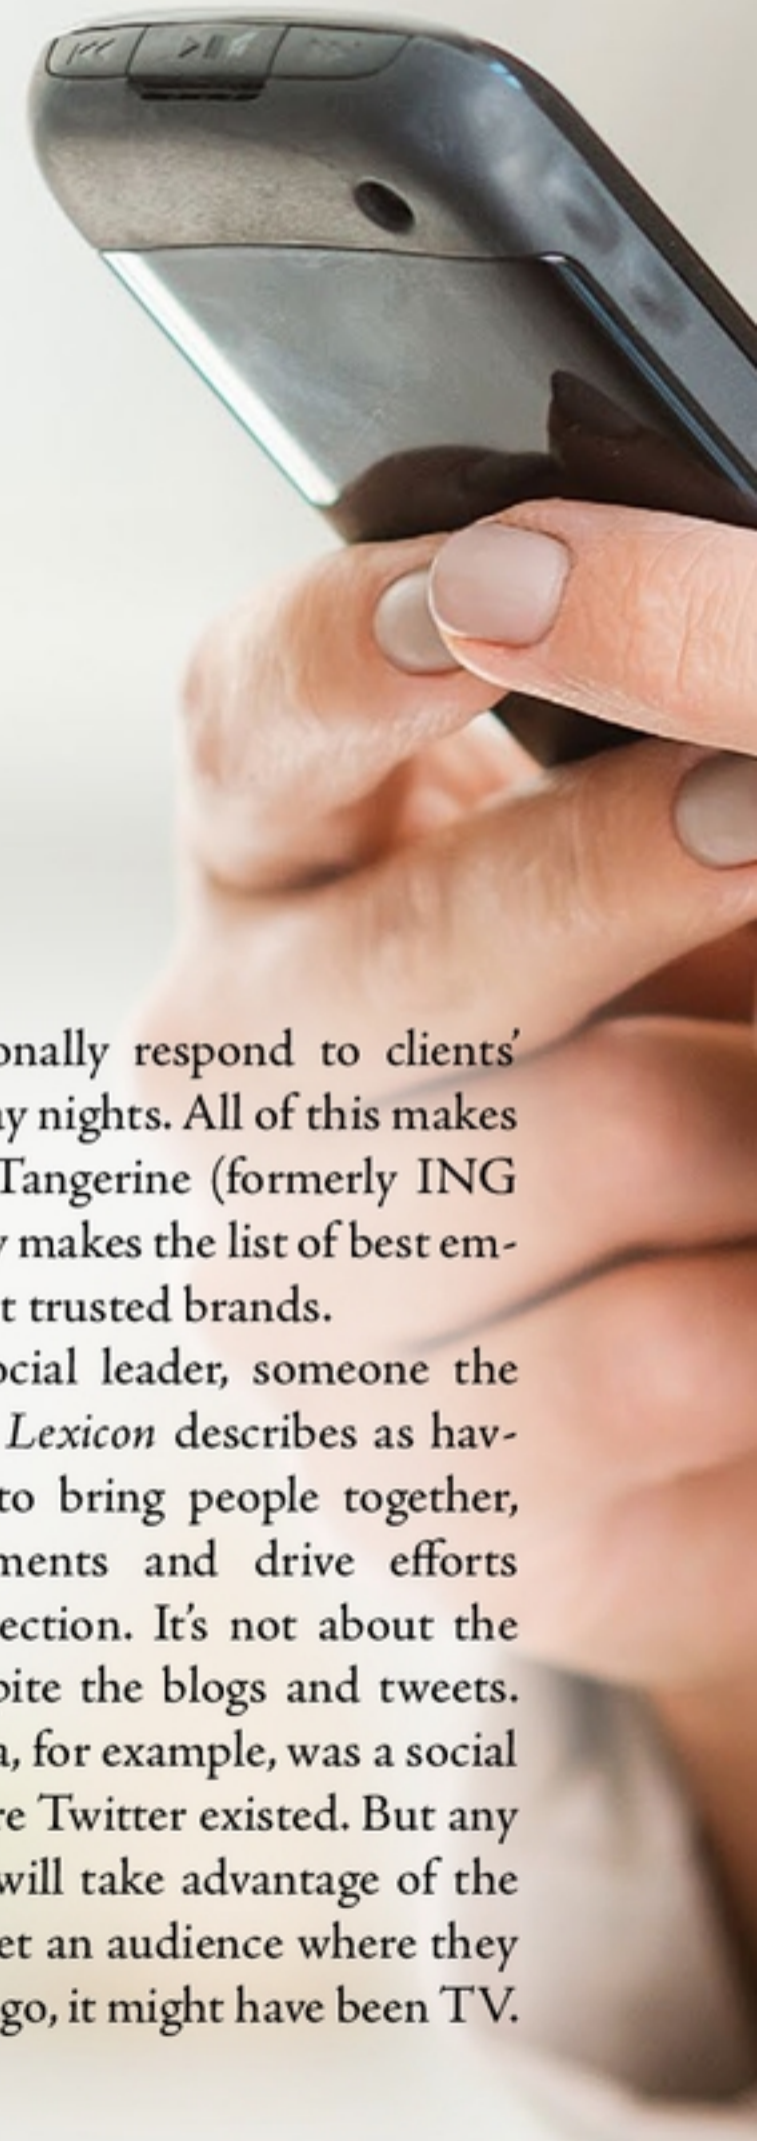 onally respond to clients'
y nights. All of this makes
Tangerine (formerly ING
makes the list of best em-
t trusted brands.
ocial leader, someone the
Lexicon describes as hav-
to bring people together,
ments and drive efforts
ection. It's not about the
pite the blogs and tweets.
a, for example, was a social
re Twitter existed. But any
will take advantage of the
et an audience where they
go, it might have been TV.